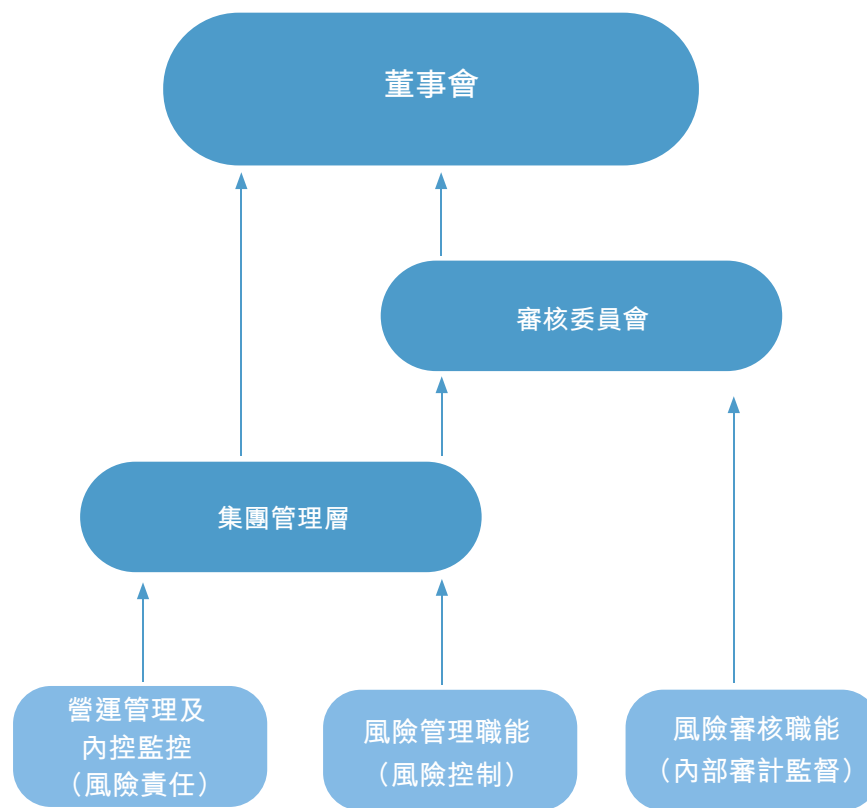 董事會
審核委員會
集團管理層
營運管理及
內控監控
（風險責任）
風險管理職能
（風險控制）
風險審核職能
（內部審計監督）